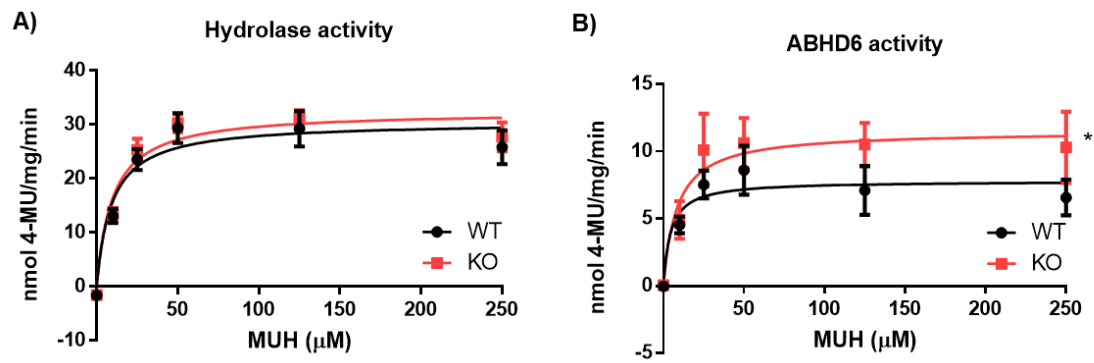 A)
Hydrolase activity
nmol 4-MU/mg/min
40
30
20
10
0
-10
50
100
150
200
250
MUH (μM)
WT
KO
B)
ABHD6 activity
nmol 4-MU/mg/min
15
10
5
0
-5
50
100
150
200
250
MUH (μM)
WT
KO
*